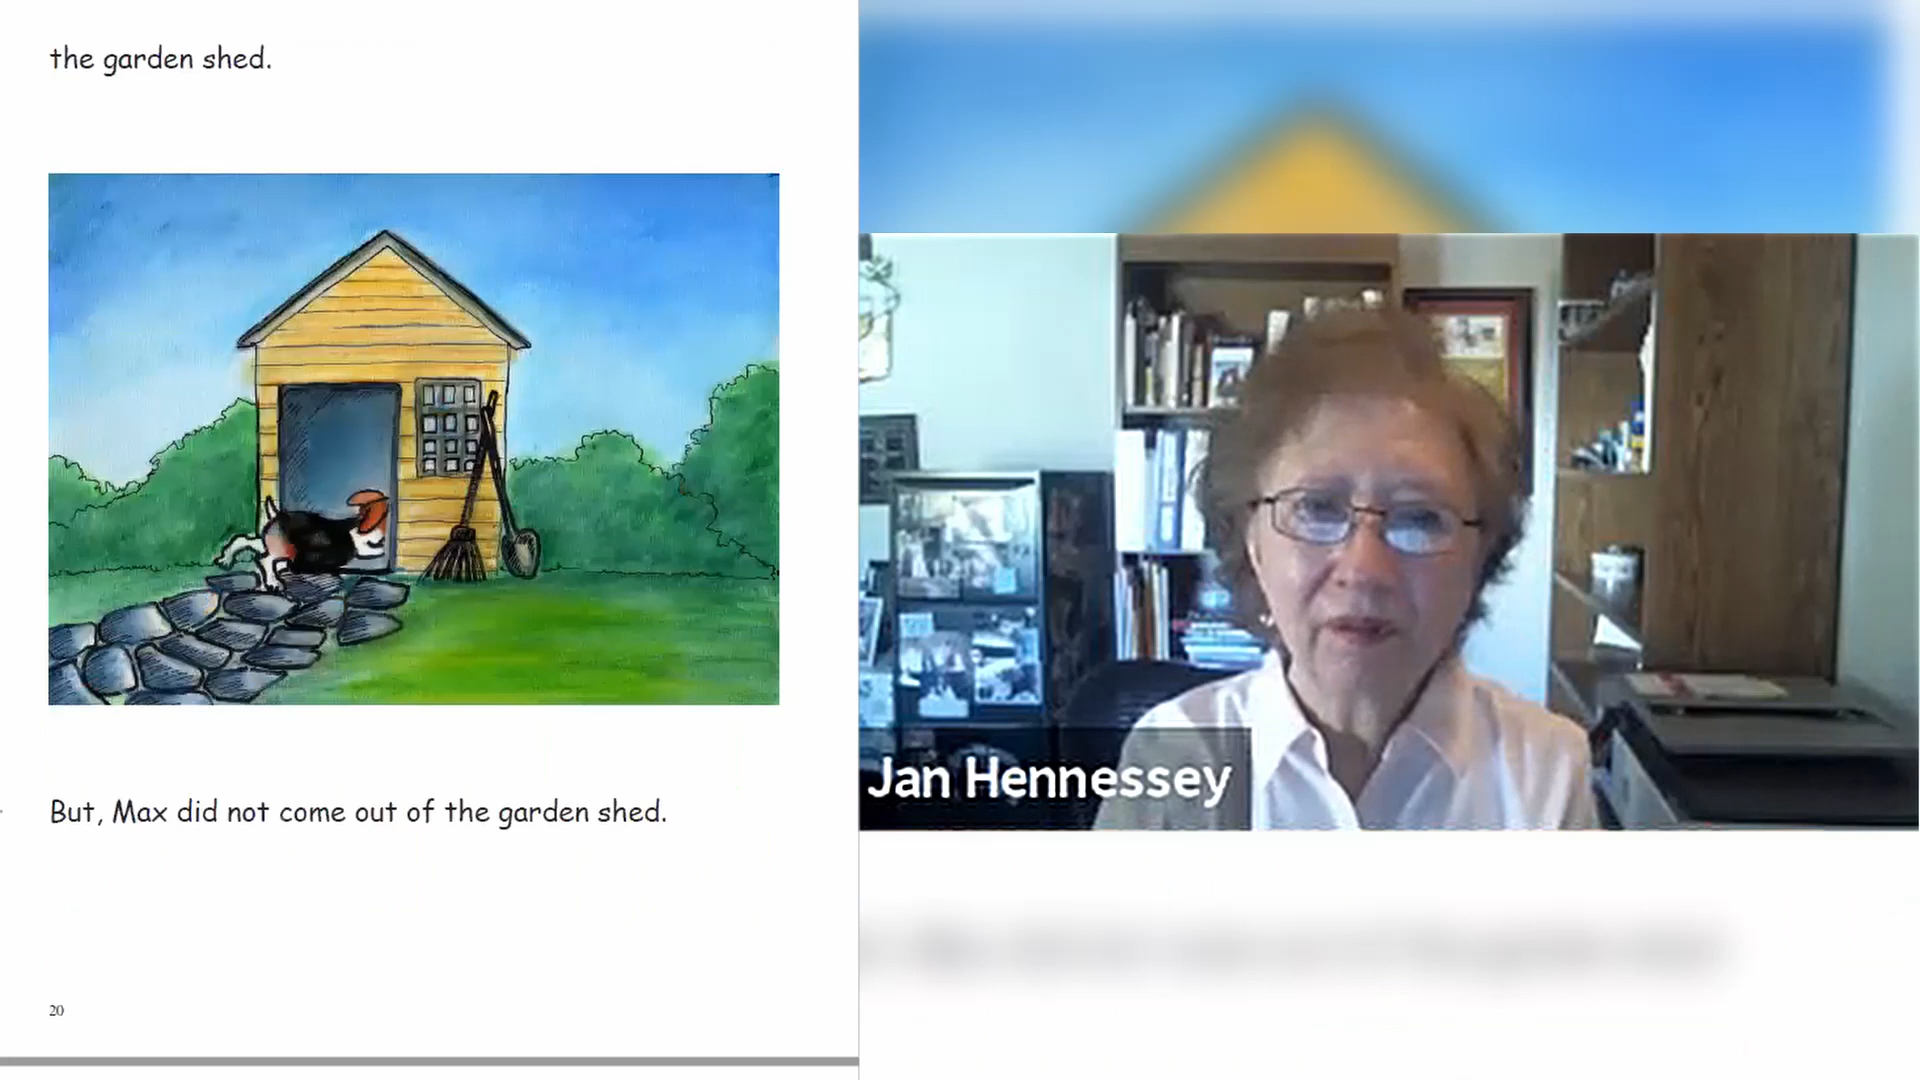 the garden shed.
But, Max did not come out of the garden shed.
20
Jan Hennessey